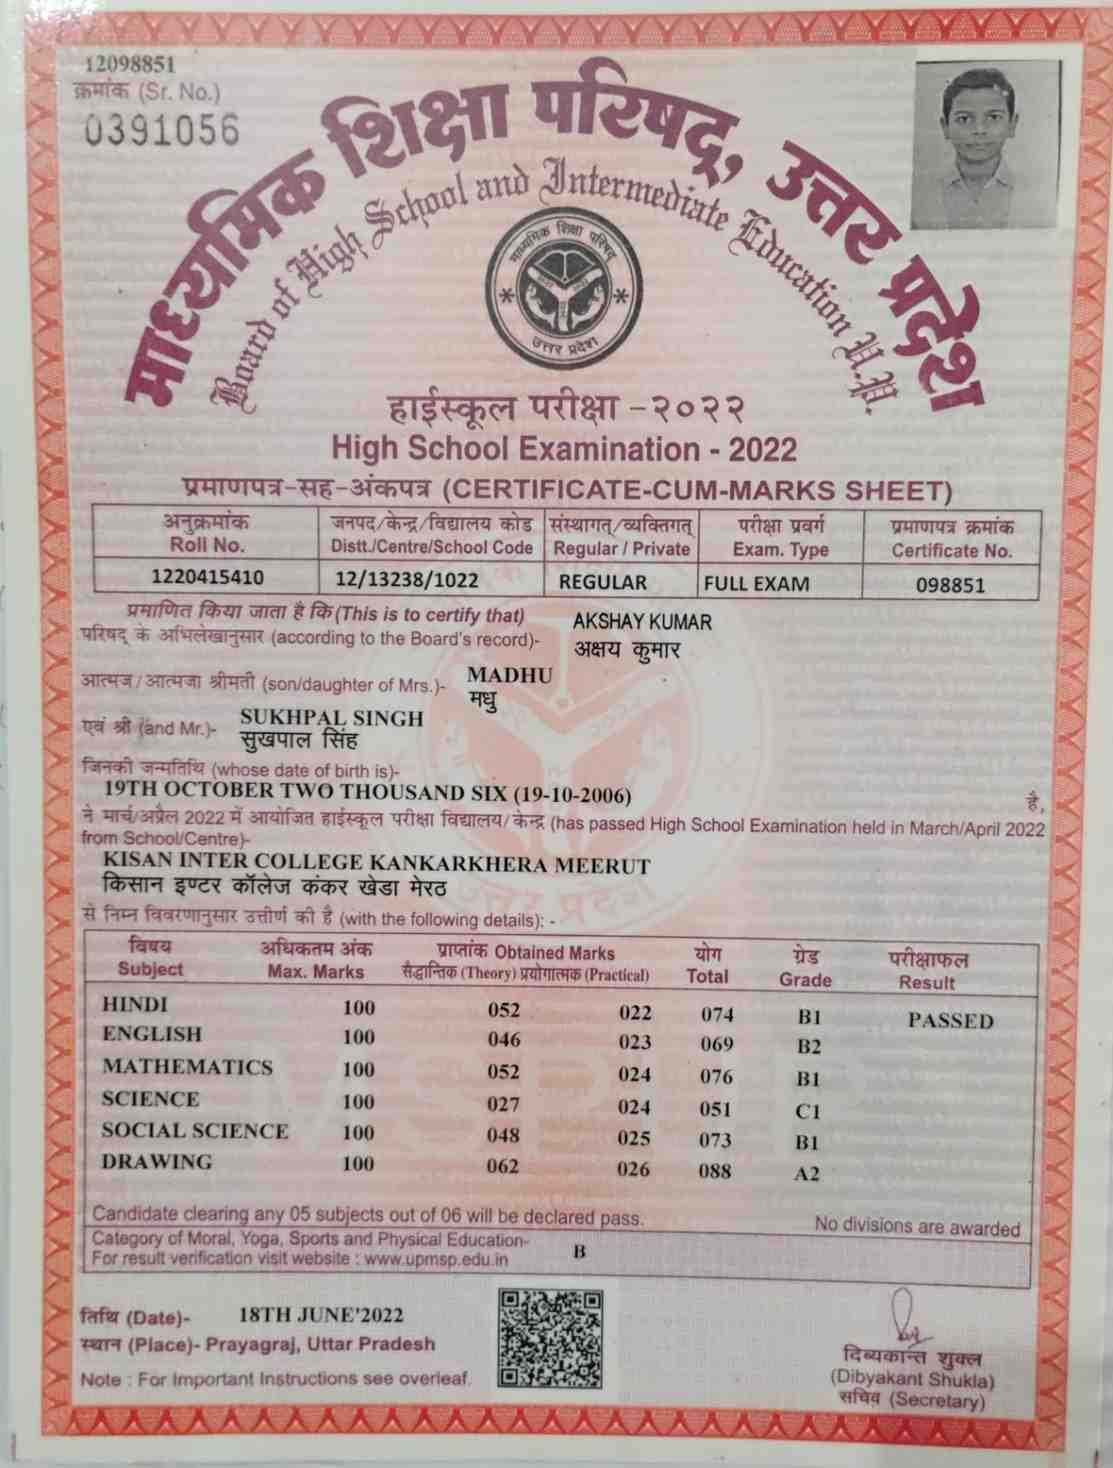 12098851
क्रमांक (Sr. No.)
0391056
माध्यमिक शिक्षा परिषद्, उत्तर प्रदेश
Board of High School and Intermediate Education U.P.
माध्यमिक शिक्षा परिषद्
उत्तर प्रदेश
हाईस्कूल परीक्षा -२०२२
High School Examination - 2022
प्रमाणपत्र-सह-अंकपत्र (CERTIFICATE-CUM-MARKS SHEET)
अनुक्रमांक जनपद/केन्द्र/विद्यालय कोड संस्थागत्/व्यक्तिगत् परीक्षा प्रवर्ग प्रमाणपत्र क्रमांक
Roll No. Distt./Centre/School Code Regular / Private Exam. Type Certificate No.
1220415410 12/13238/1022 REGULAR FULL EXAM 098851
प्रमाणित किया जाता है कि (This is to certify that) AKSHAY KUMAR
परिषद् के अभिलेखानुसार (according to the Board's record)- अक्षय कुमार
आत्मज/आत्मजा श्रीमती (son/daughter of Mrs.)- MADHU
मधु
एवं श्री (and Mr.)- SUKHPAL SINGH
सुखपाल सिंह
जिनकी जन्मतिथि (whose date of birth is)-
19TH OCTOBER TWO THOUSAND SIX (19-10-2006) है,
ने मार्च/अप्रैल 2022 में आयोजित हाईस्कूल परीक्षा विद्यालय/केन्द्र (has passed High School Examination held in March/April 2022
from School/Centre)-
KISAN INTER COLLEGE KANKARKHERA MEERUT
किसान इण्टर कॉलेज कंकर खेडा मेरठ
से निम्न विवरणानुसार उत्तीर्ण की है (with the following details): -
विषय अधिकतम अंक प्राप्तांक Obtained Marks योग ग्रेड परीक्षाफल
Subject Max. Marks सैद्धान्तिक (Theory) प्रयोगात्मक (Practical) Total Grade Result
HINDI 100 052 022 074 B1 PASSED
ENGLISH 100 046 023 069 B2
MATHEMATICS 100 052 024 076 B1
SCIENCE 100 027 024 051 C1
SOCIAL SCIENCE 100 048 025 073 B1
DRAWING 100 062 026 088 A2
Candidate clearing any 05 subjects out of 06 will be declared pass. No divisions are awarded
Category of Moral, Yoga, Sports and Physical Education- B
For result verification visit website : www.upmsp.edu.in
तिथि (Date)- 18TH JUNE'2022
स्थान (Place)- Prayagraj, Uttar Pradesh
Note : For Important Instructions see overleaf.
दिब्यकान्त शुक्ल
(Dibyakant Shukla)
सचिव (Secretary)